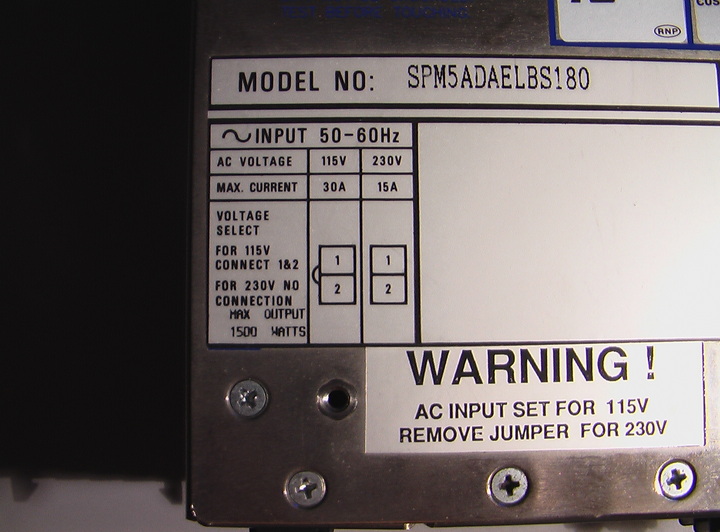 RNP
MODEL NO: SPM5ADAELBS180
INPUT 50-60Hz
AC VOLTAGE 115V 230V
MAX. CURRENT 30A 15A
VOLTAGE
SELECT
FOR 115V
CONNECT 1&2
1 1
FOR 230V NO
CONNECTION
2 2
MAX OUTPUT
1500 WATTS
WARNING !
AC INPUT SET FOR 115V
REMOVE JUMPER FOR 230V